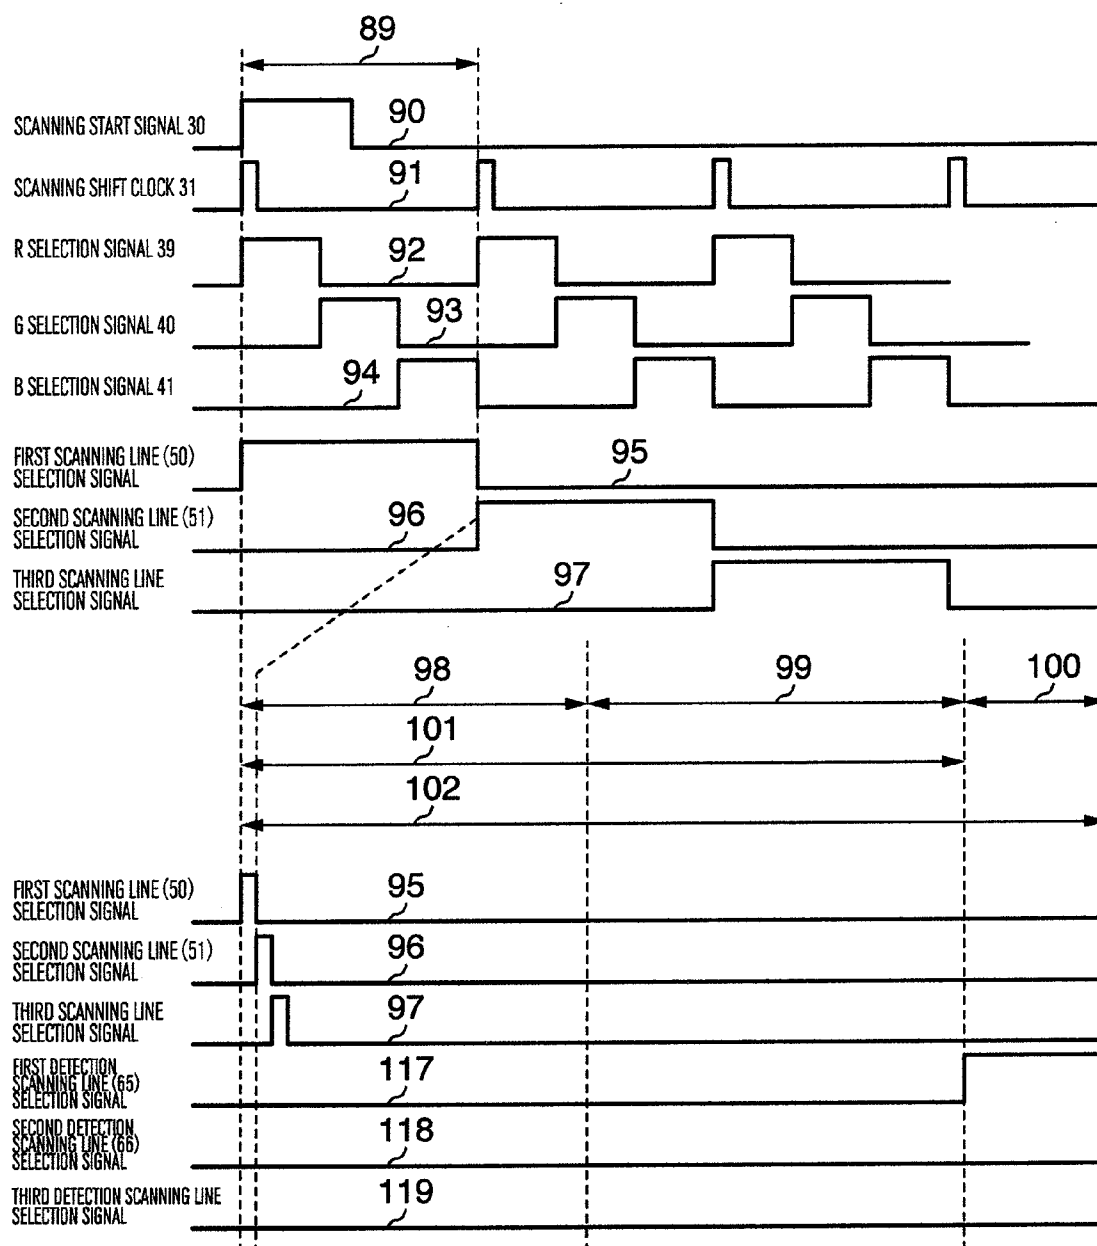 89
SCANNING START SIGNAL 30
90
SCANNING SHIFT CLOCK 31
91
R SELECTION SIGNAL 39
92
G SELECTION SIGNAL 40
93
B SELECTION SIGNAL 41
94
FIRST SCANNING LINE (50)
SELECTION SIGNAL
95
SECOND SCANNING LINE (51)
SELECTION SIGNAL
96
THIRD SCANNING LINE
SELECTION SIGNAL
97
98
99
100
101
102
FIRST SCANNING LINE (50)
SELECTION SIGNAL
95
SECOND SCANNING LINE (51)
SELECTION SIGNAL
96
THIRD SCANNING LINE
SELECTION SIGNAL
97
FIRST DETECTION
SCANNING LINE (65)
SELECTION SIGNAL
117
SECOND DETECTION
SCANNING LINE (66)
SELECTION SIGNAL
118
THIRD DETECTION SCANNING LINE
SELECTION SIGNAL
119